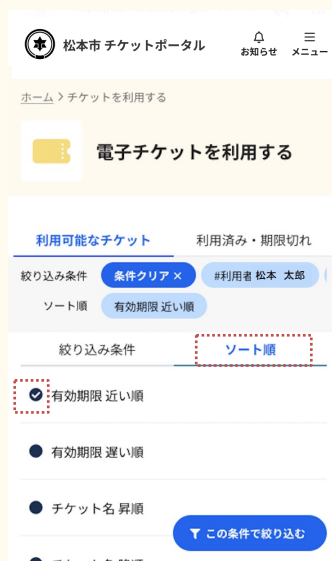 松本市 チケットポータル
お知らせ
メニュー
ホーム > チケットを利用する
電子チケットを利用する
利用可能なチケット
利用済み・期限切れ
絞り込み条件
条件クリア ×
#利用者 松本 太郎
ソート順
有効期限 近い順
絞り込み条件
ソート順
有効期限 近い順
有効期限 遅い順
チケット名 昇順
この条件で絞り込む